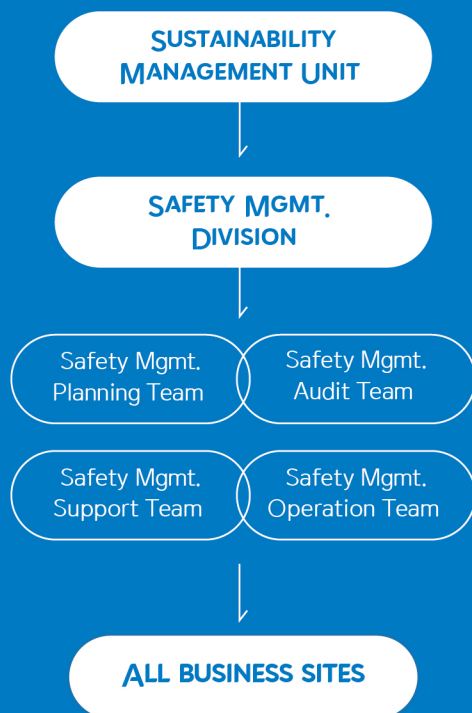 SUSTAINABILITY
MANAGEMENT UNIT
SAFETY MGMT.
DIVISION
Safety Mgmt.
Planning Team
Safety Mgmt.
Audit Team
Safety Mgmt.
Support Team
Safety Mgmt.
Operation Team
ALL BUSINESS SITES